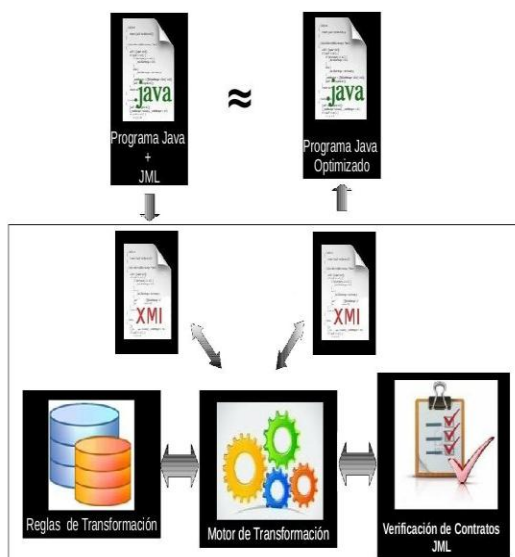 .java
≈
.java
Programa Java
+
JML
Programa Java
Optimizado
XMI
XMI
Reglas de Transformación
Motor de Transformación
Verificación de Contratos
JML